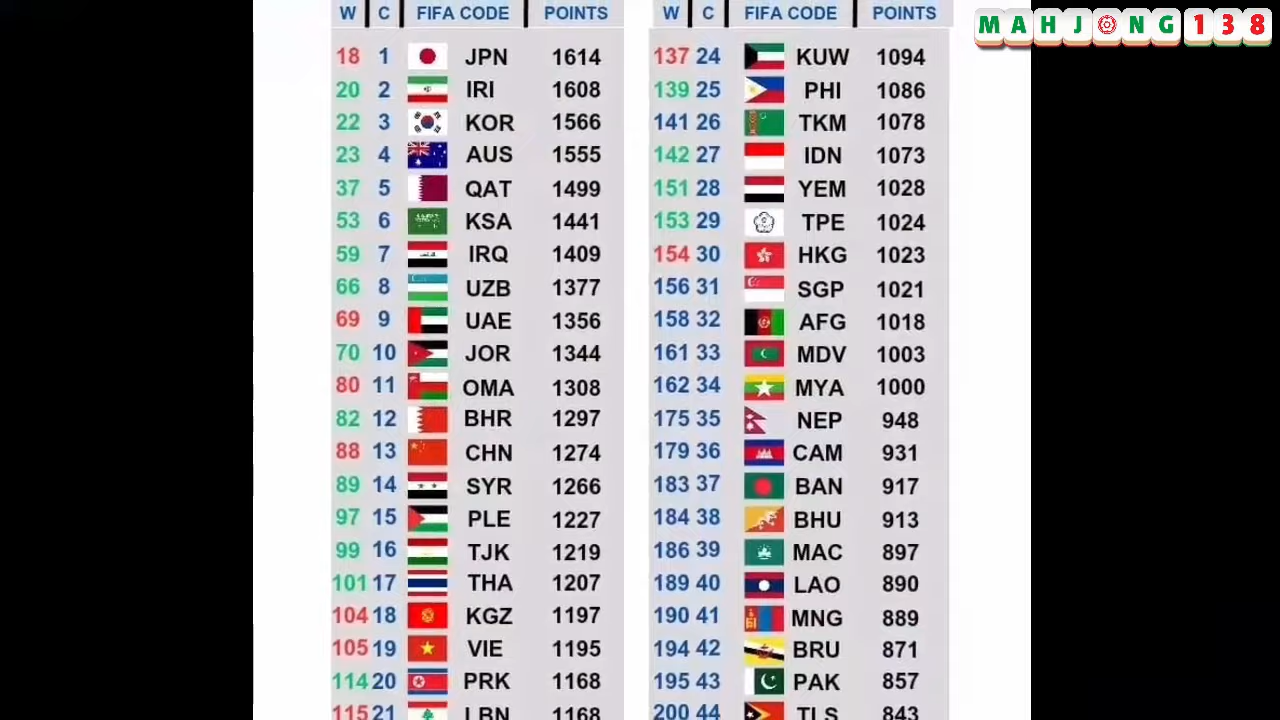 MAHJONG138
W C FIFA CODE POINTS
18 1 JPN 1614
20 2 IRI 1608
22 3 KOR 1566
23 4 AUS 1555
37 5 QAT 1499
53 6 KSA 1441
59 7 IRQ 1409
66 8 UZB 1377
69 9 UAE 1356
70 10 JOR 1344
80 11 OMA 1308
82 12 BHR 1297
88 13 CHN 1274
89 14 SYR 1266
97 15 PLE 1227
99 16 TJK 1219
101 17 THA 1207
104 18 KGZ 1197
105 19 VIE 1195
114 20 PRK 1168
115 21 LBN 1168
W C FIFA CODE POINTS
137 24 KUW 1094
139 25 PHI 1086
141 26 TKM 1078
142 27 IDN 1073
151 28 YEM 1028
153 29 TPE 1024
154 30 HKG 1023
156 31 SGP 1021
158 32 AFG 1018
161 33 MDV 1003
162 34 MYA 1000
175 35 NEP 948
179 36 CAM 931
183 37 BAN 917
184 38 BHU 913
186 39 MAC 897
189 40 LAO 890
190 41 MNG 889
194 42 BRU 871
195 43 PAK 857
200 44 TLS 843